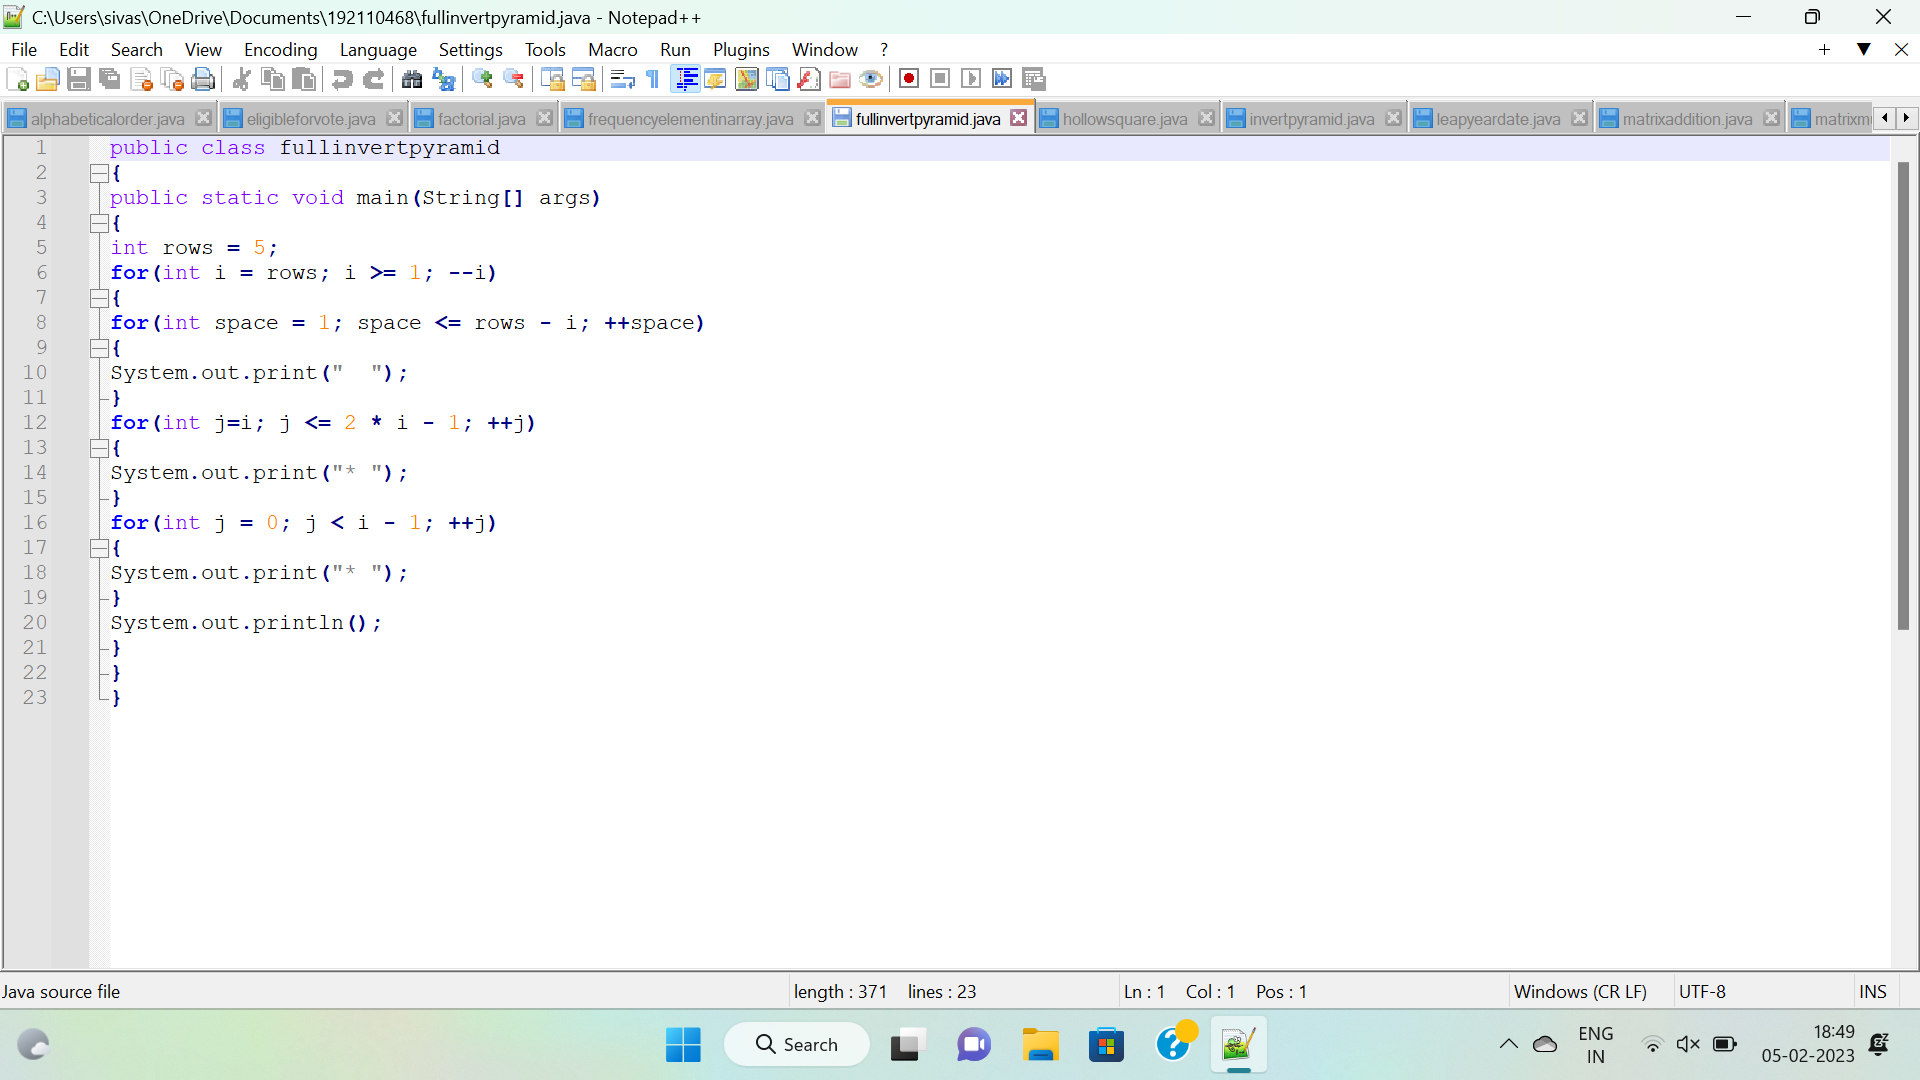 C:\Users\sivas\OneDrive\Documents\192110468\fullinvertpyramid.java - Notepad++
File Edit Search View Encoding Language Settings Tools Macro Run Plugins Window ?
alphabeticalorder.java eligibleforvote.java factorial.java frequencyelementinarray.java fullinvertpyramid.java hollowsquare.java invertpyramid.java leapyeardate.java matrixaddition.java matrixm
1 public class fullinvertpyramid
2 {
3 public static void main(String[] args)
4 {
5 int rows = 5;
6 for(int i = rows; i >= 1; --i)
7 {
8 for(int space = 1; space <= rows - i; ++space)
9 {
10 System.out.print("  ");
11 }
12 for(int j=i; j <= 2 * i - 1; ++j)
13 {
14 System.out.print("* ");
15 }
16 for(int j = 0; j < i - 1; ++j)
17 {
18 System.out.print("* ");
19 }
20 System.out.println();
21 }
22 }
23 }
Java source file length : 371 lines : 23 Ln : 1 Col : 1 Pos : 1 Windows (CR LF) UTF-8 INS
Search
ENG
IN
18:49
05-02-2023